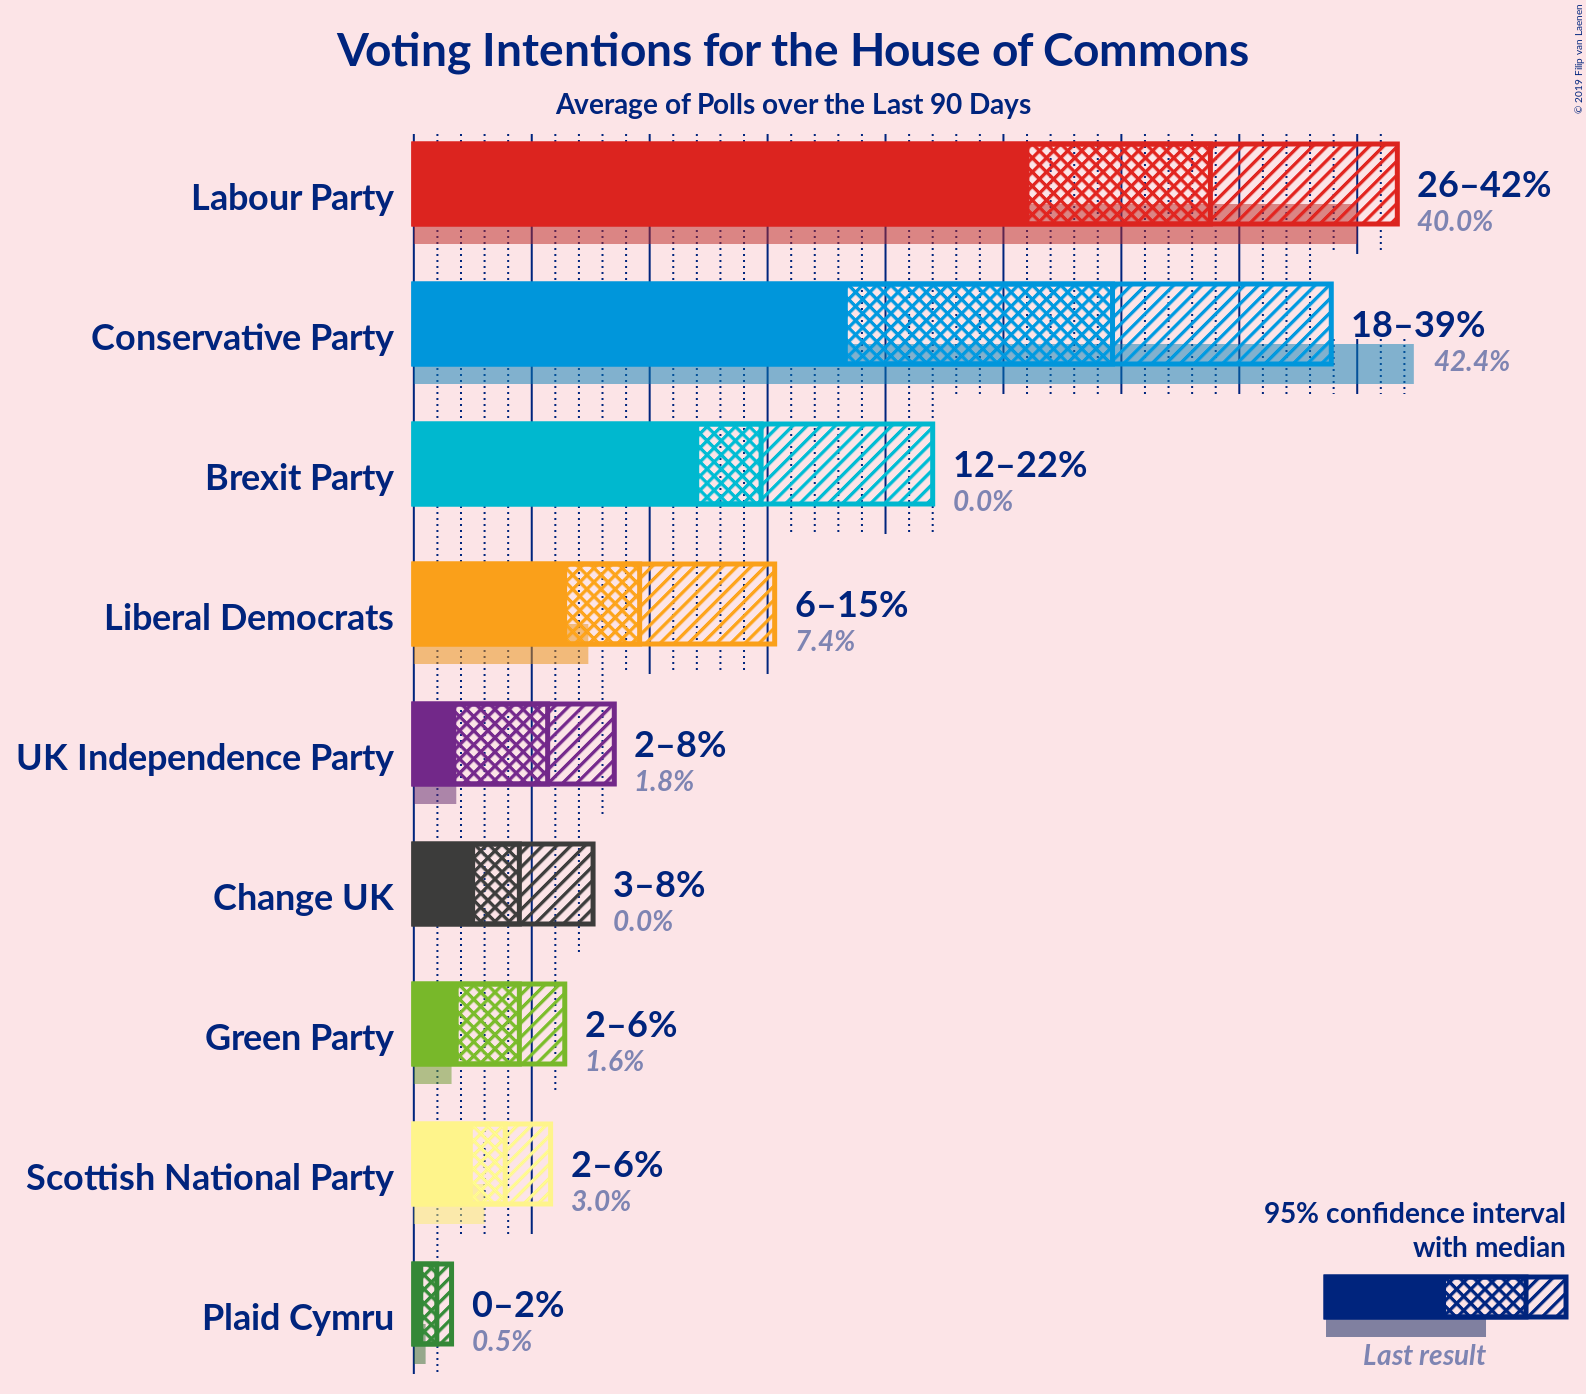 Voting Intentions for the House of Commons
Average of Polls over the Last 90 Days
© 2019 Filip van Laenen
Labour Party
26–42%
40.0%
Conservative Party
18–39%
42.4%
Brexit Party
12–22%
0.0%
Liberal Democrats
6–15%
7.4%
UK Independence Party
2–8%
1.8%
Change UK
3–8%
0.0%
Green Party
2–6%
1.6%
Scottish National Party
2–6%
3.0%
Plaid Cymru
0–2%
0.5%
95% confidence interval
with median
Last result